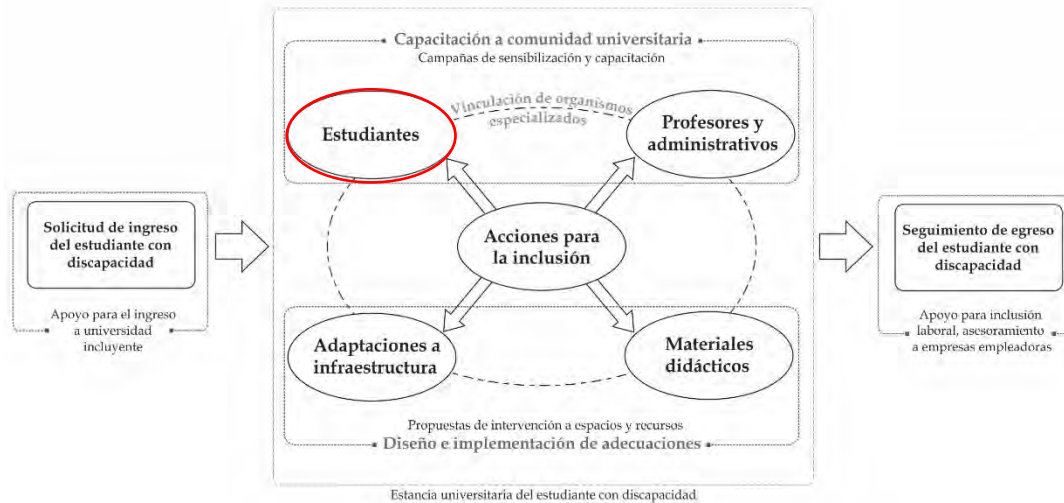 Capacitación a comunidad universitaria
Campañas de sensibilización y capacitación
Vinculación de organismos
especializados
Estudiantes
Profesores y
administrativos
Solicitud de ingreso
del estudiante con
discapacidad
Apoyo para el ingreso
a universidad
incluyente
Acciones para
la inclusión
Seguimiento de egreso
del estudiante con
discapacidad
Apoyo para inclusión
laboral, asesoramiento
a empresas empleadoras
Adaptaciones a
infraestructura
Materiales
didácticos
Propuestas de intervención a espacios y recursos
Diseño e implementación de adecuaciones
Estancia universitaria del estudiante con discapacidad